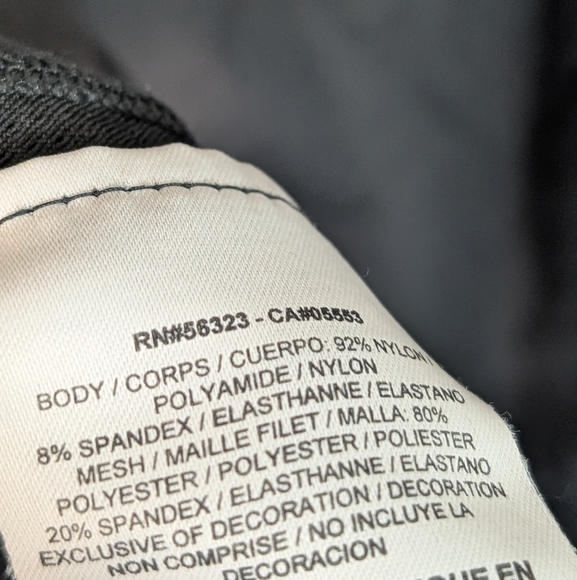 RN#56323 - CA#05553
BODY / CORPS / CUERPO: 92% NYLON /
POLYAMIDE / NYLON
8% SPANDEX / ELASTHANNE / ELASTANO
MESH / MAILLE FILET / MALLA: 80%
POLYESTER / POLYESTER / POLIESTER
20% SPANDEX / ELASTHANNE / ELASTANO
EXCLUSIVE OF DECORATION / DECORATION
NON COMPRISE / NO INCLUYE LA
DECORACION
EN